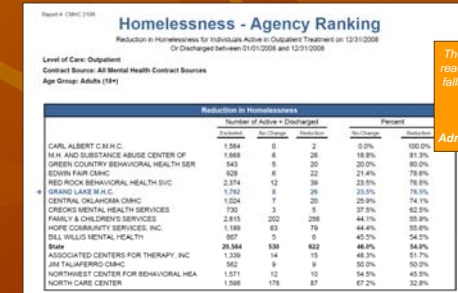 Report #: CMHC 2195
Homelessness - Agency Ranking
Reduction in Homelessness for Individuals Active in Outpatient Treatment on 12/31/2008
Or Discharged between 01/01/2008 and 12/31/2008
Level of Care: Outpatient
Contract Source: All Mental Health Contract Sources
Age Group: Adults (18+)
Reduction in Homelessness
Number of Active + Discharged Percent
Excluded No Change Reduction No Change Reduction
CARL ALBERT C.M.H.C. 1,564 0 2 0.0% 100.0%
M.H. AND SUBSTANCE ABUSE CENTER OF 1,668 6 26 18.8% 81.3%
GREEN COUNTRY BEHAVIORAL HEALTH SER 243 5 20 20.0% 80.0%
EDWIN FAIR CMHC 928 6 22 21.4% 78.6%
RED ROCK BEHAVIORAL HEALTH SVC 2,374 12 39 23.5% 76.5%
GRAND LAKE M.H.C. 1,792 8 26 23.5% 76.5%
CENTRAL OKLAHOMA CMHC 1,024 7 20 25.9% 74.1%
CREOKS MENTAL HEALTH SERVICES 730 3 5 37.5% 62.5%
FAMILY & CHILDREN'S SERVICES 2,815 202 256 44.1% 55.9%
HOPE COMMUNITY SERVICES, INC. 1,189 63 79 44.4% 55.6%
BILL WILLIS MENTAL HEALTH 667 5 6 45.5% 54.5%
State 20,564 530 622 46.0% 54.0%
ASSOCIATED CENTERS FOR THERAPY, INC 1,339 14 15 48.3% 51.7%
JIM TALIAFERRO CMHC 562 9 9 50.0% 50.0%
NORTHWEST CENTER FOR BEHAVIORAL HEA 1,571 12 10 54.5% 45.5%
NORTH CARE CENTER 1,598 178 87 67.2% 32.8%